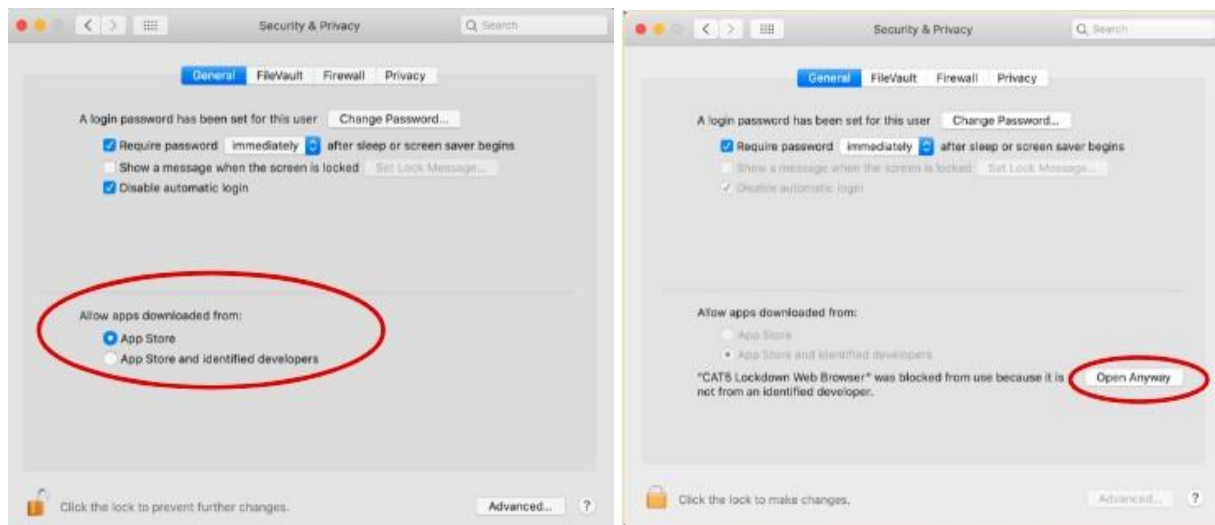 Security & Privacy
Search
General FileVault Firewall Privacy
A login password has been set for this user Change Password...
Require password immediately after sleep or screen saver begins
Show a message when the screen is locked Set Lock Message...
Disable automatic login
Allow apps downloaded from:
App Store
App Store and identified developers
Click the lock to prevent further changes.
Advanced... ?
Security & Privacy
Search
General FileVault Firewall Privacy
A login password has been set for this user Change Password...
Require password immediately after sleep or screen saver begins
Show a message when the screen is locked Set Lock Message...
Disable automatic login
Allow apps downloaded from:
App Store
App Store and identified developers
"CAT6 Lockdown Web Browser" was blocked from use because it is Open Anyway
not from an identified developer.
Click the lock to make changes.
Advanced... ?